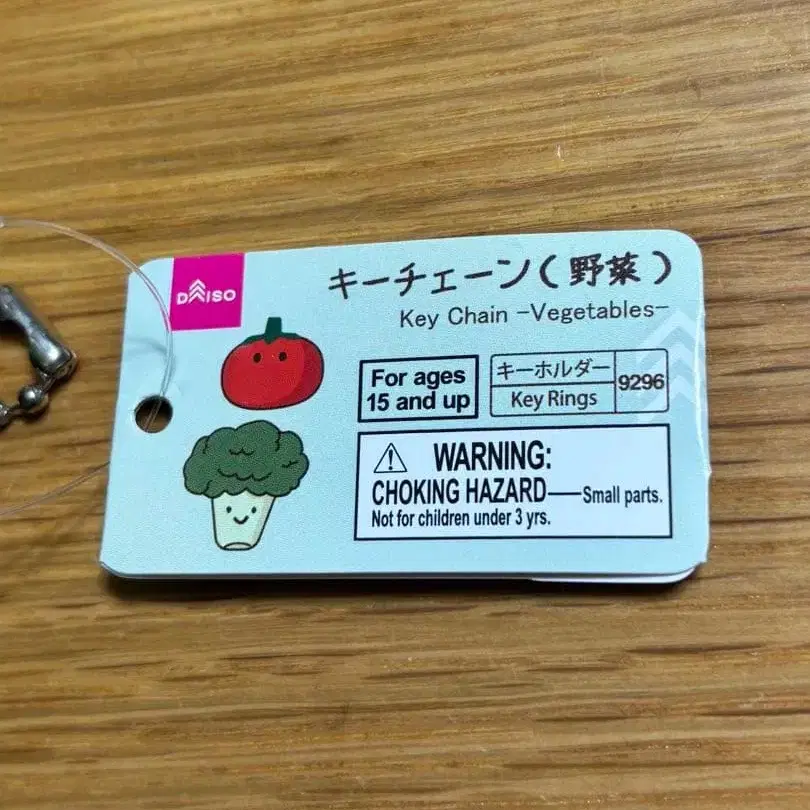 DAISO
キーチェーン(野菜)
Key Chain -Vegetables-
For ages
15 and up
キーホルダー
Key Rings
9296
⚠ WARNING:
CHOKING HAZARD—Small parts.
Not for children under 3 yrs.